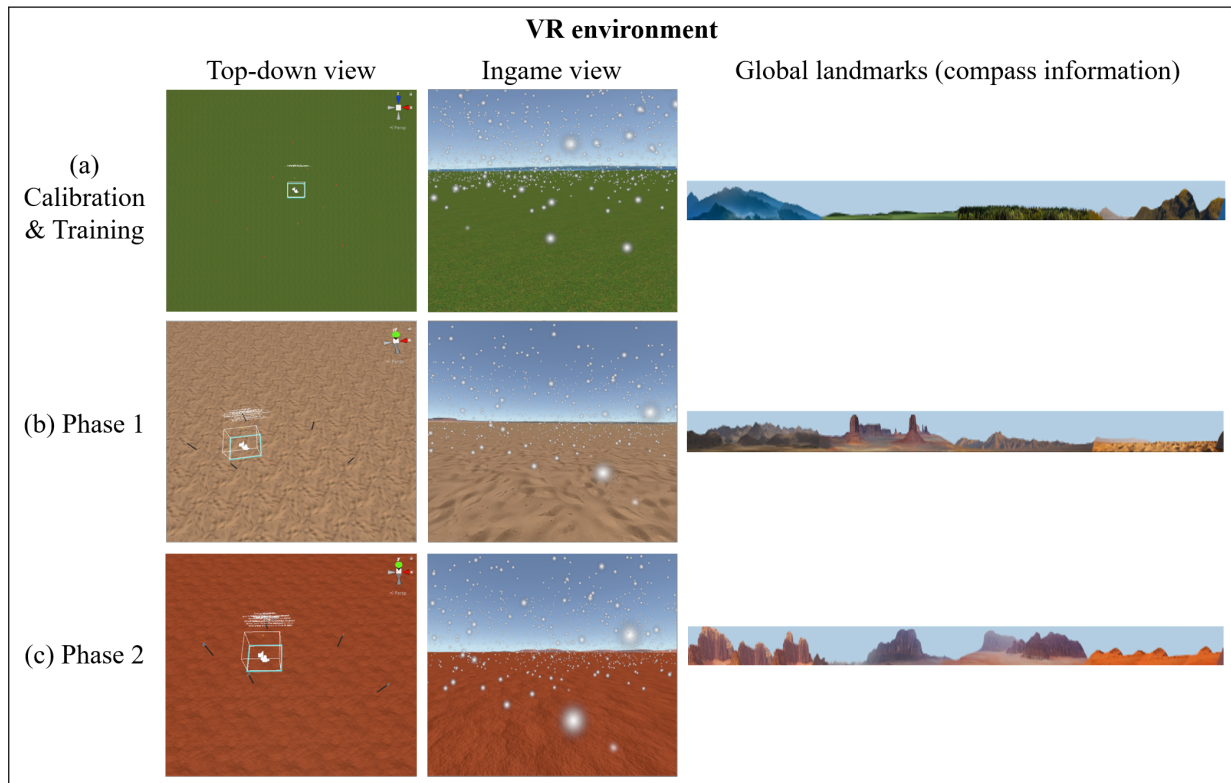 VR environment
Top-down view
Ingame view
Global landmarks (compass information)
(a)
Calibration
& Training
(b) Phase 1
(c) Phase 2